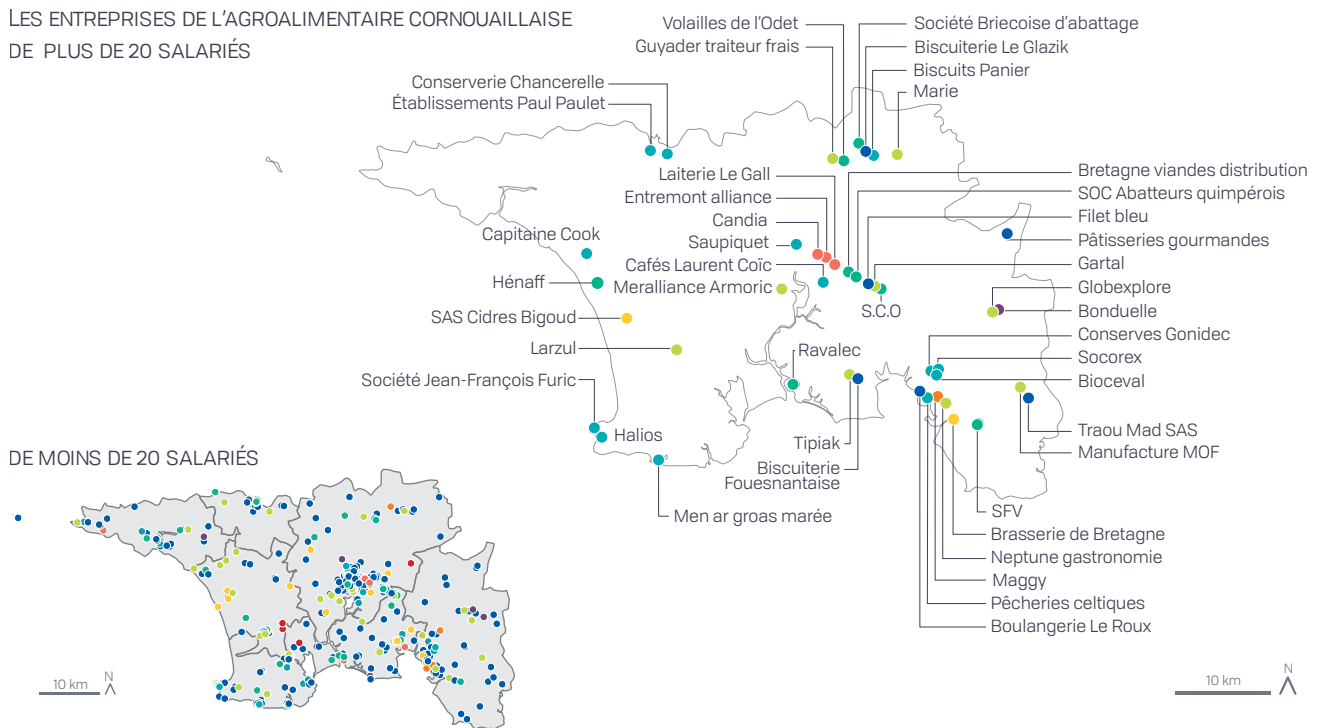 LES ENTREPRISES DE L'AGROALIMENTAIRE CORNOUAILLAISE
DE PLUS DE 20 SALARIÉS
Volailles de l'Odet
Guyader traiteur frais
Société Briecoise d'abattage
Biscuiterie Le Glazik
Biscuits Panier
Marie
Conserverie Chancerelle
Établissements Paul Paulet
Laiterie Le Gall
Entremont alliance
Candia
Saupiquet
Cafés Laurent Coïc
Meralliance Armoric
Bretagne viandes distribution
SOC Abatteurs quimpérois
Filet bleu
Pâtisseries gourmandes
Gartal
Globexplore
Bonduelle
Conserves Gonidec
Socorex
Bioceval
Capitaine Cook
Hénaff
SAS Cidres Bigoud
Larzul
Société Jean-François Furic
Halios
S.C.O
Ravalec
Tipiak
Biscuiterie
Fouesnantaise
Men ar groas marée
Traou Mad SAS
Manufacture MOF
SFV
Brasserie de Bretagne
Neptune gastronomie
Maggy
Pêcheries celtiques
Boulangerie Le Roux
DE MOINS DE 20 SALARIÉS
10 km
N
10 km
N